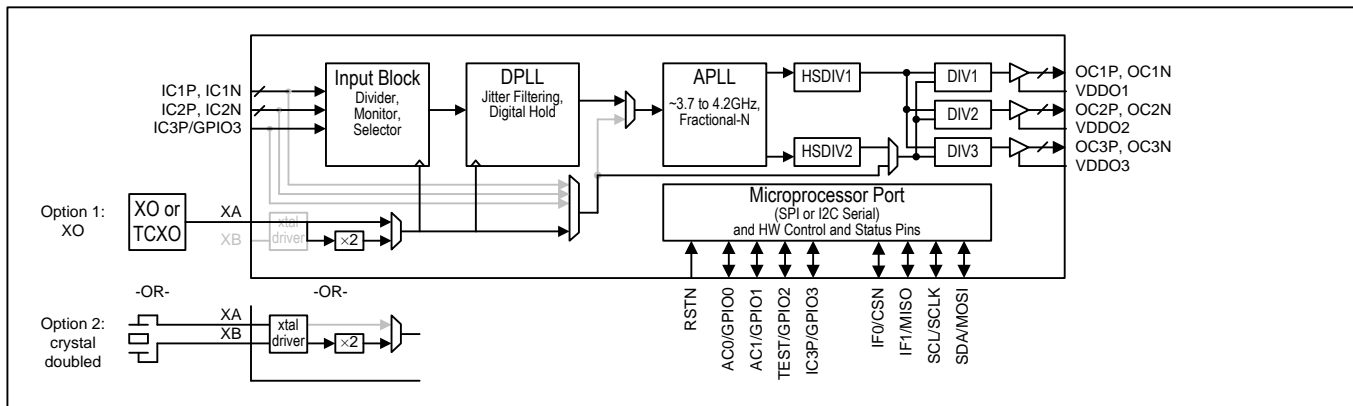 IC1P, IC1N
IC2P, IC2N
IC3P/GPIO3
Input Block
Divider,
Monitor,
Selector
DPLL
Jitter Filtering,
Digital Hold
APLL
~3.7 to 4.2GHz,
Fractional-N
HSDIV1
HSDIV2
DIV1
DIV2
DIV3
OC1P, OC1N
VDDO1
OC2P, OC2N
VDDO2
OC3P, OC3N
VDDO3
Option 1:
XO
XO or
TCXO
XA
XB
xtal
driver
×2
Microprocessor Port
(SPI or I2C Serial)
and HW Control and Status Pins
RSTN
AC0/GPIO0
AC1/GPIO1
TEST/GPIO2
IC3P/GPIO3
IF0/CSN
IF1/MISO
SCL/SCLK
SDA/MOSI
-OR-
-OR-
Option 2:
crystal
doubled
XA
XB
xtal
driver
×2